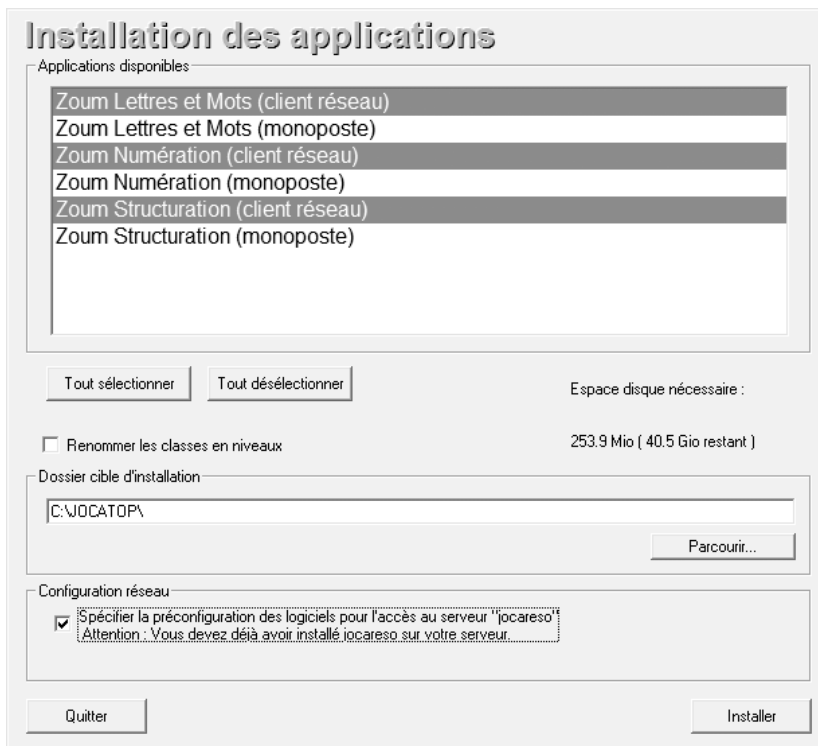 Installation des applications
Applications disponibles
Zoum Lettres et Mots (client réseau)
Zoum Lettres et Mots (monoposte)
Zoum Numération (client réseau)
Zoum Numération (monoposte)
Zoum Structuration (client réseau)
Zoum Structuration (monoposte)
Tout sélectionner
Tout désélectionner
Espace disque nécessaire :
Renommer les classes en niveaux
253.9 Mio ( 40.5 Gio restant )
Dossier cible d'installation
C:\JOCATOP\
Parcourir...
Configuration réseau
Spécifier la préconfiguration des logiciels pour l'accès au serveur "jocareso"
Attention : Vous devez déjà avoir installé jocareso sur votre serveur.
Quitter
Installer